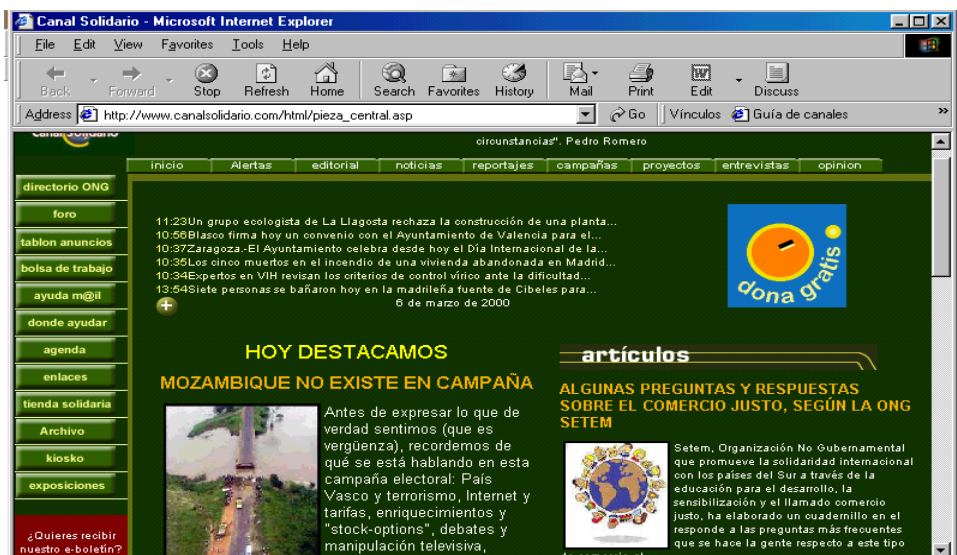 Canal Solidario - Microsoft Internet Explorer
File Edit View Favorites Tools Help
Back Forward Stop Refresh Home Search Favorites History Mail Print Edit Discuss
Address http://www.canalsolidario.com/html/pieza_central.asp Go Vínculos Guía de canales »
Canal Solidario
circunstancias". Pedro Romero
inicio Alertas editorial noticias reportajes campañas proyectos entrevistas opinion
directorio ONG
foro
tablon anuncios
bolsa de trabajo
ayuda m@il
donde ayudar
agenda
enlaces
tienda solidaria
Archivo
kiosko
exposiciones
¿Quieres recibir
nuestro e-boletín?
11:23Un grupo ecologista de La Llagosta rechaza la construcción de una planta...
10:56Blasco firma hoy un convenio con el Ayuntamiento de Valencia para el...
10:37Zaragoza.-El Ayuntamiento celebra desde hoy el Día Internacional de la...
10:35Los cinco muertos en el incendio de una vivienda abandonada en Madrid...
10:34Expertos en VIH revisan los criterios de control vírico ante la dificultad...
13:54Siete personas se bañaron hoy en la madrileña fuente de Cibeles para...
6 de marzo de 2000
dona gratis
HOY DESTACAMOS
MOZAMBIQUE NO EXISTE EN CAMPAÑA
Antes de expresar lo que de
verdad sentimos (que es
vergüenza), recordemos de
qué se está hablando en esta
campaña electoral: País
Vasco y terrorismo, Internet y
tarifas, enriquecimientos y
"stock-options", debates y
manipulación televisiva,
artículos
ALGUNAS PREGUNTAS Y RESPUESTAS
SOBRE EL COMERCIO JUSTO, SEGÚN LA ONG
SETEM
Setem, Organización No Gubernamental
que promueve la solidaridad internacional
con los países del Sur a través de la
educación para el desarrollo, la
sensibilización y el llamado comercio
justo, ha elaborado un cuadernillo en el
responde a las preguntas más frecuentes
que se hace la gente respecto a este tipo
de comercio el